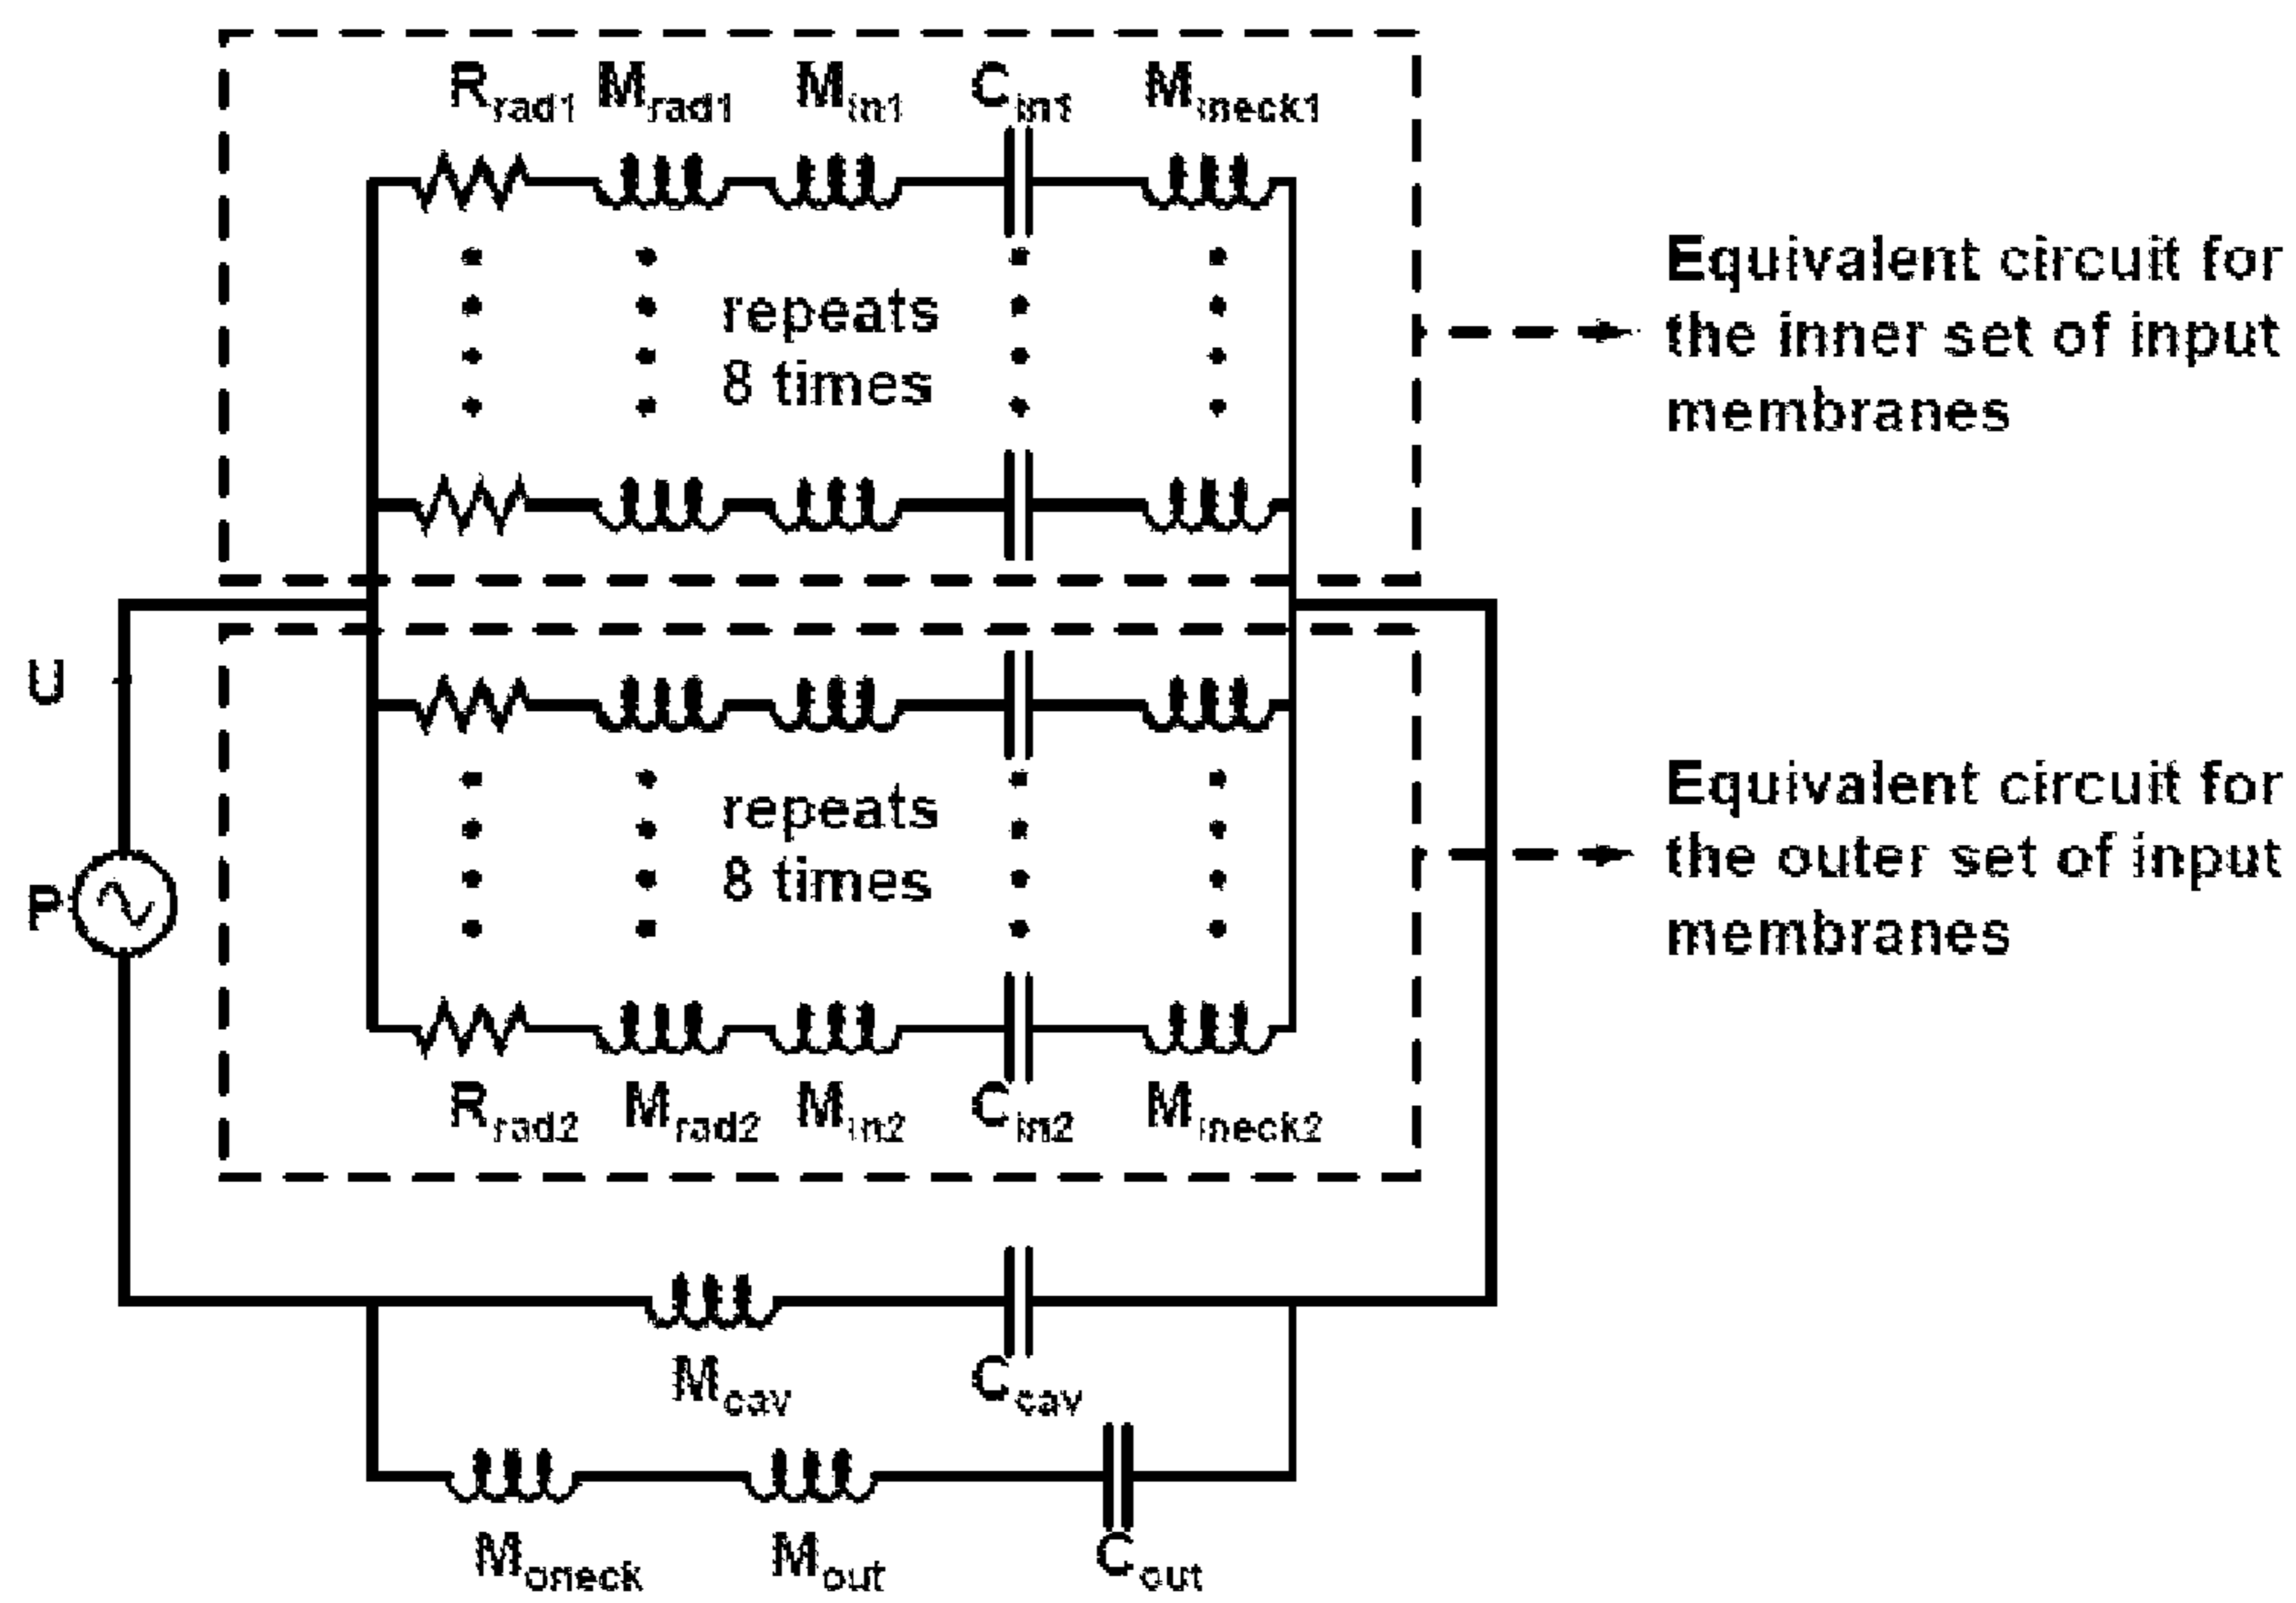 Rrad1 Mrad1 Min1 Cin1 Mineck1
repeats
8 times
Equivalent circuit for
the inner set of input
membranes
U
P
repeats
8 times
Equivalent circuit for
the outer set of input
membranes
Rrad2 Mrad2 Min2 Cin2 Mineck2
Mcav Ccav
Moneck Mout Cout